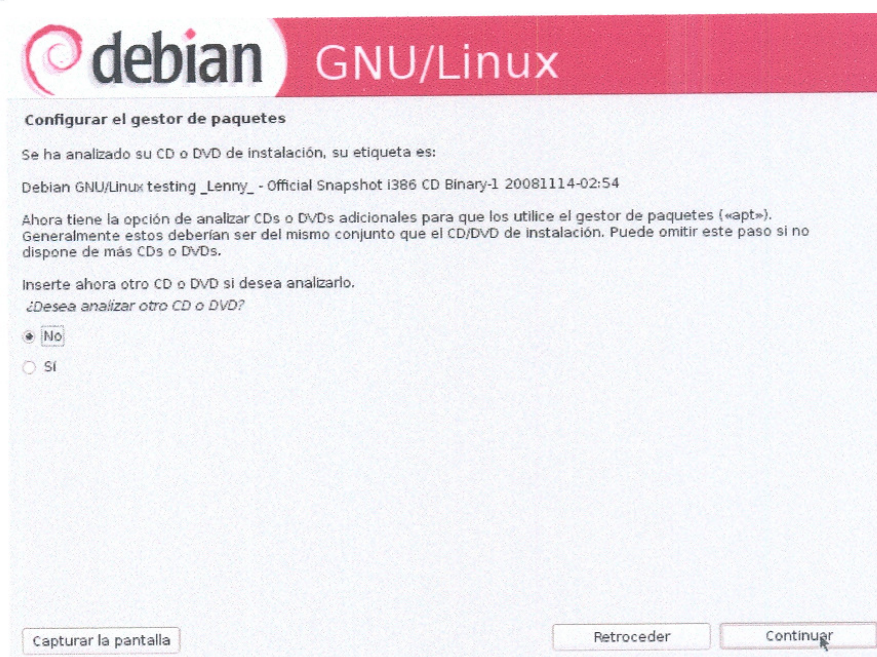 debian GNU/Linux
Configurar el gestor de paquetes
Se ha analizado su CD o DVD de instalación, su etiqueta es:
Debian GNU/Linux testing _Lenny_ - Official Snapshot i386 CD Binary-1 20081114-02:54
Ahora tiene la opción de analizar CDs o DVDs adicionales para que los utilice el gestor de paquetes («apt»).
Generalmente estos deberían ser del mismo conjunto que el CD/DVD de instalación. Puede omitir este paso si no
dispone de más CDs o DVDs.
Inserte ahora otro CD o DVD si desea analizarlo.
¿Desea analizar otro CD o DVD?
No
Sí
Capturar la pantalla Retroceder Continuar